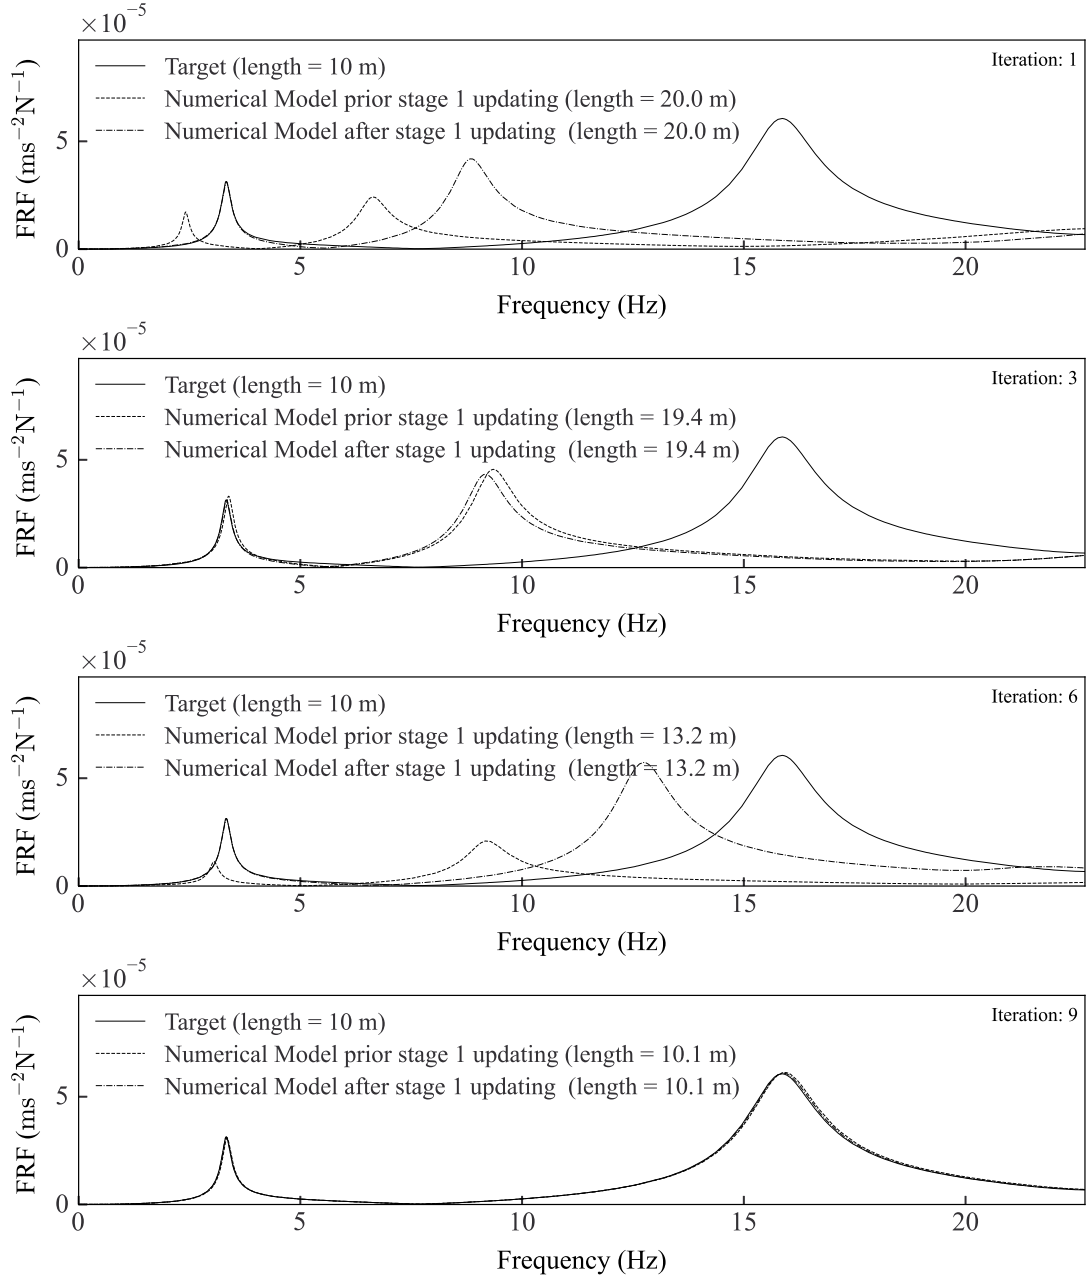 ×10⁻⁵
Iteration: 1
Target (length = 10 m)
Numerical Model prior stage 1 updating (length = 20.0 m)
Numerical Model after stage 1 updating  (length = 20.0 m)
FRF (ms⁻²N⁻¹)
5
0
0 5 10 15 20
Frequency (Hz)
×10⁻⁵
Iteration: 3
Target (length = 10 m)
Numerical Model prior stage 1 updating (length = 19.4 m)
Numerical Model after stage 1 updating  (length = 19.4 m)
FRF (ms⁻²N⁻¹)
5
0
0 5 10 15 20
Frequency (Hz)
×10⁻⁵
Iteration: 6
Target (length = 10 m)
Numerical Model prior stage 1 updating (length = 13.2 m)
Numerical Model after stage 1 updating  (length = 13.2 m)
FRF (ms⁻²N⁻¹)
5
0
0 5 10 15 20
Frequency (Hz)
×10⁻⁵
Iteration: 9
Target (length = 10 m)
Numerical Model prior stage 1 updating (length = 10.1 m)
Numerical Model after stage 1 updating  (length = 10.1 m)
FRF (ms⁻²N⁻¹)
5
0
0 5 10 15 20
Frequency (Hz)